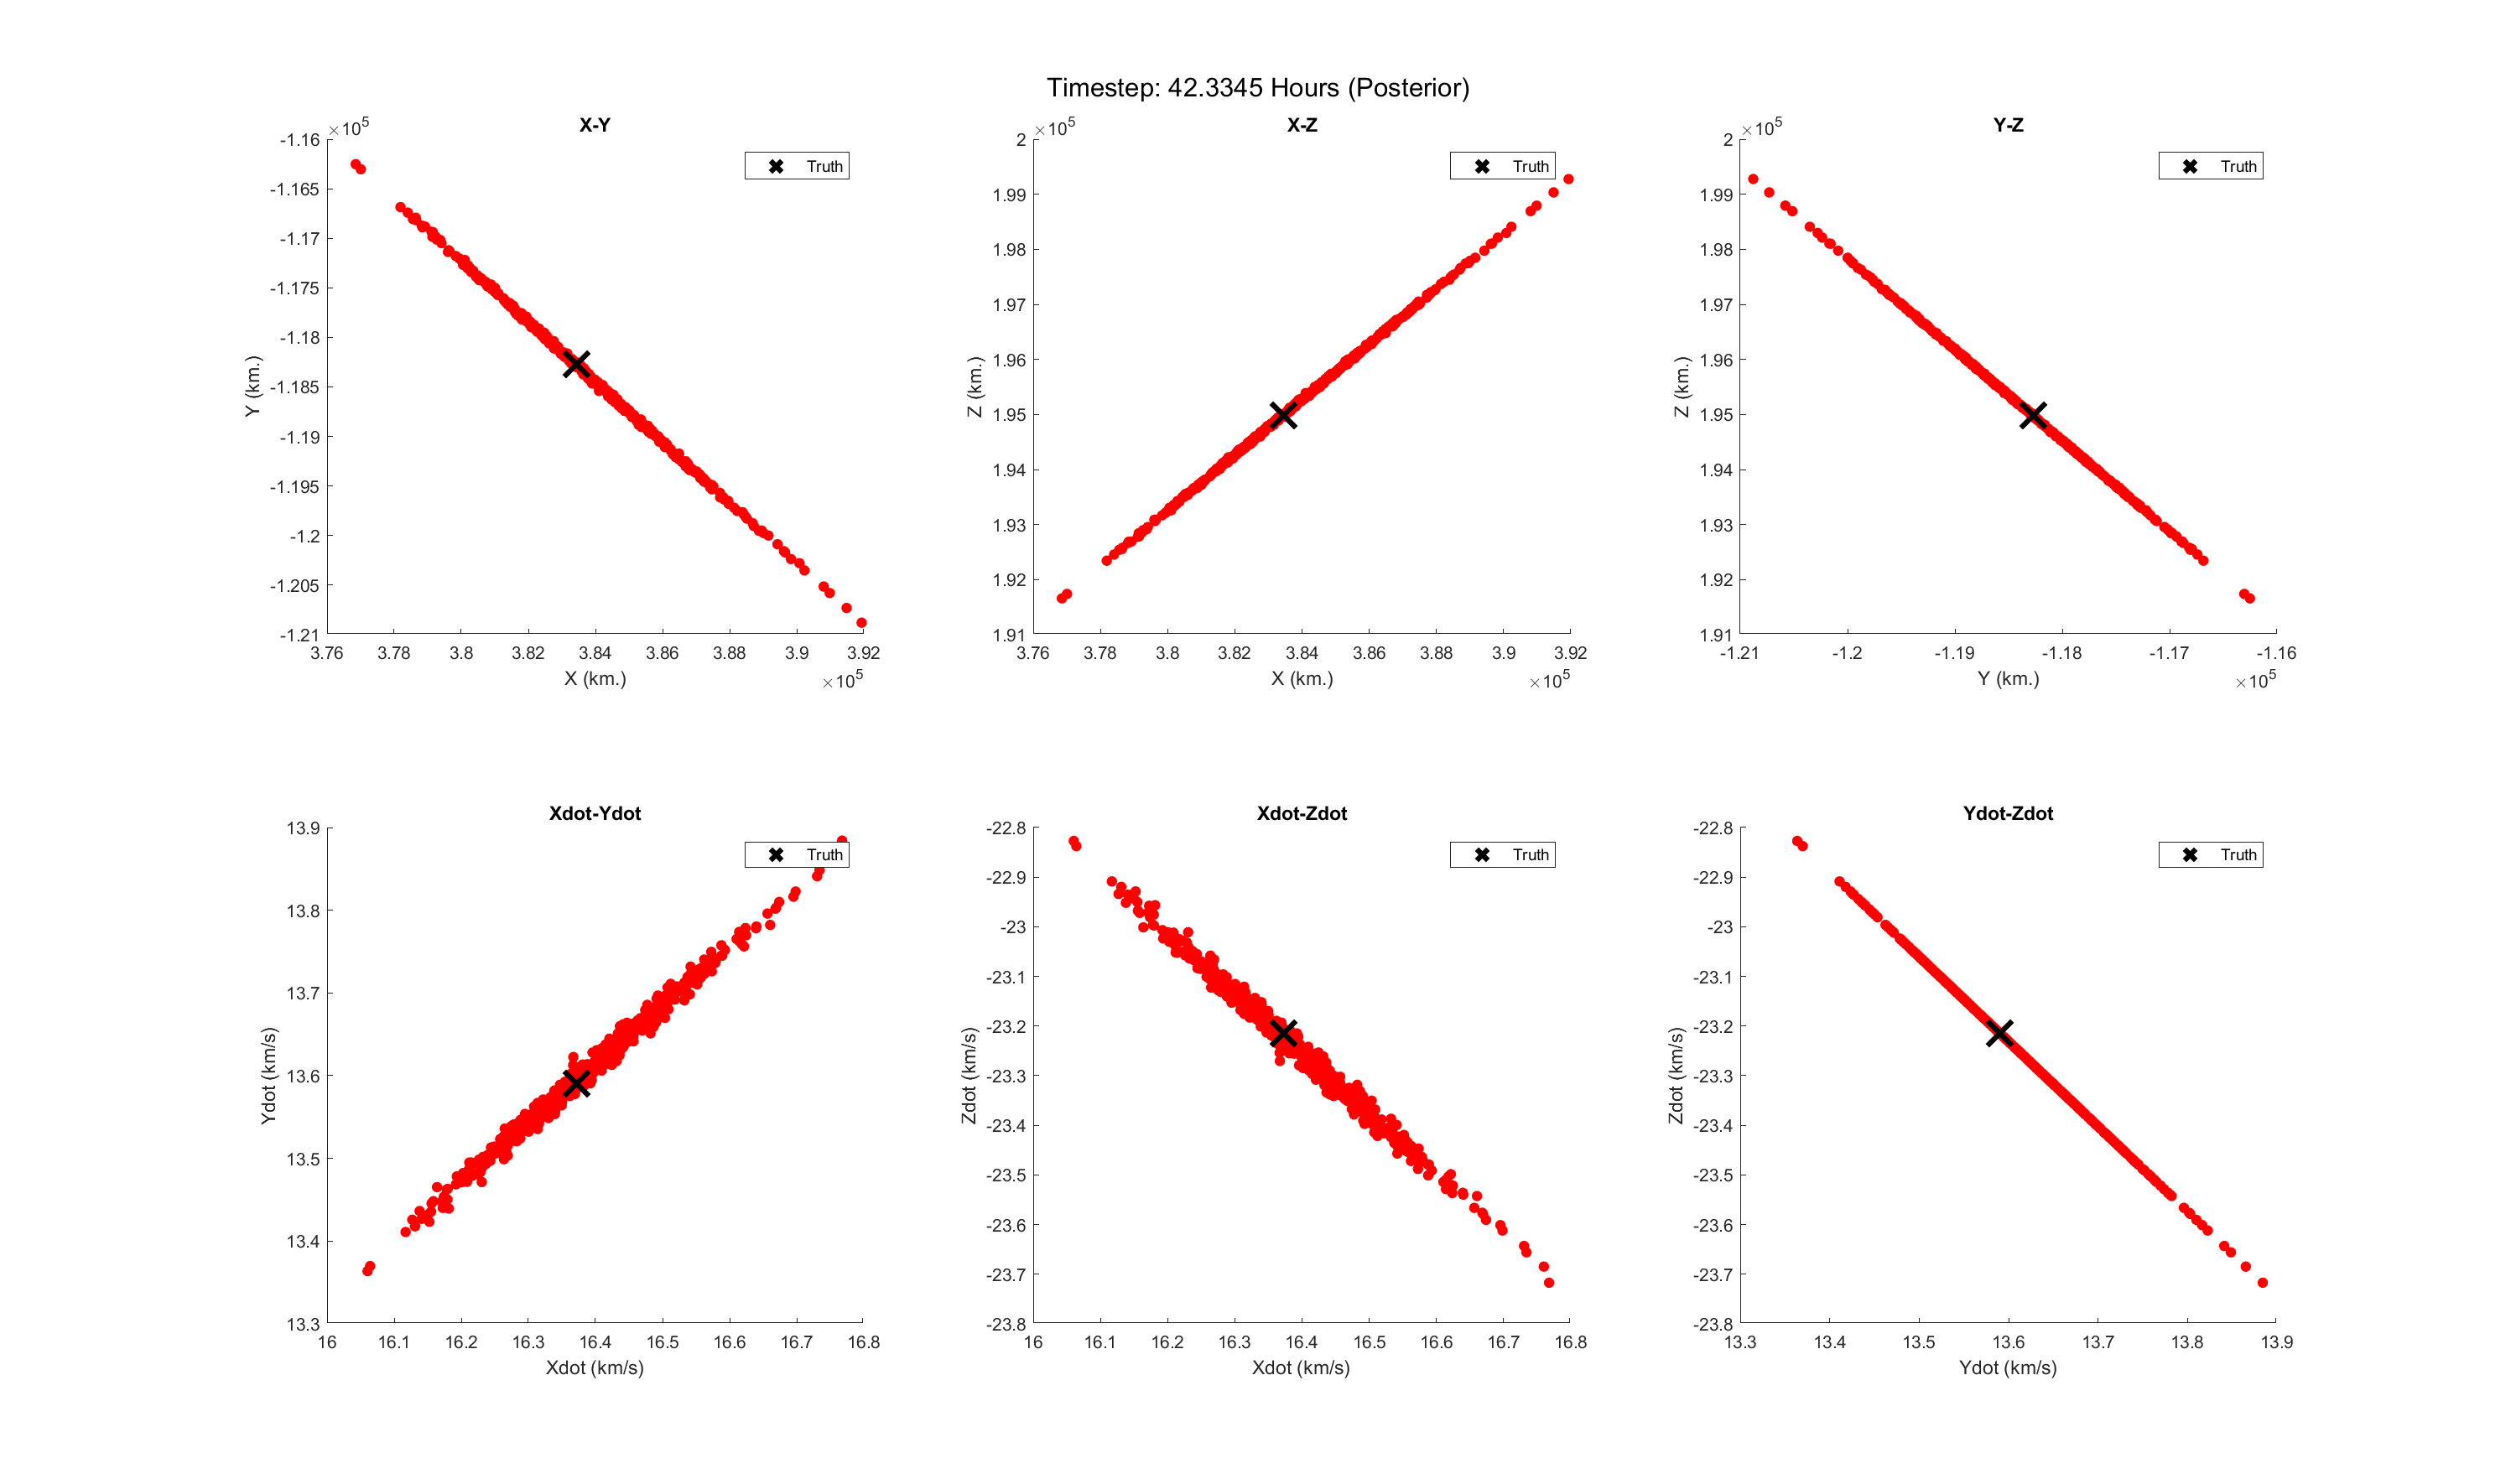 Timestep: 42.3345 Hours (Posterior)
X-Y
×10^5
-1.16
-1.165
-1.17
-1.175
-1.18
-1.185
-1.19
-1.195
-1.2
-1.205
-1.21
Y (km.)
Truth
3.76 3.78 3.8 3.82 3.84 3.86 3.88 3.9 3.92
X (km.)
×10^5
X-Z
×10^5
2
1.99
1.98
1.97
1.96
1.95
1.94
1.93
1.92
1.91
Z (km.)
Truth
3.76 3.78 3.8 3.82 3.84 3.86 3.88 3.9 3.92
X (km.)
×10^5
Y-Z
×10^5
2
1.99
1.98
1.97
1.96
1.95
1.94
1.93
1.92
1.91
Z (km.)
Truth
-1.21 -1.2 -1.19 -1.18 -1.17 -1.16
Y (km.)
×10^5
Xdot-Ydot
13.9
13.8
13.7
13.6
13.5
13.4
13.3
Ydot (km/s)
Truth
16 16.1 16.2 16.3 16.4 16.5 16.6 16.7 16.8
Xdot (km/s)
Xdot-Zdot
-22.8
-22.9
-23
-23.1
-23.2
-23.3
-23.4
-23.5
-23.6
-23.7
-23.8
Zdot (km/s)
Truth
16 16.1 16.2 16.3 16.4 16.5 16.6 16.7 16.8
Xdot (km/s)
Ydot-Zdot
-22.8
-22.9
-23
-23.1
-23.2
-23.3
-23.4
-23.5
-23.6
-23.7
-23.8
Zdot (km/s)
Truth
13.3 13.4 13.5 13.6 13.7 13.8 13.9
Ydot (km/s)